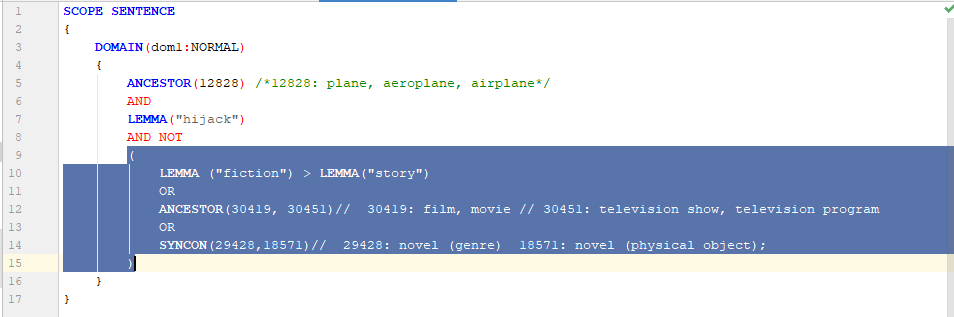 1 SCOPE SENTENCE
2 {
3 DOMAIN(dom1:NORMAL)
4 {
5 ANCESTOR(12828) /*12828: plane, aeroplane, airplane*/
6 AND
7 LEMMA("hijack")
8 AND NOT
9 (
10 LEMMA ("fiction") > LEMMA("story")
11 OR
12 ANCESTOR(30419, 30451)// 30419: film, movie // 30451: television show, television program
13 OR
14 SYNCON(29428,18571)// 29428: novel (genre) 18571: novel (physical object);
15 )
16 }
17 }